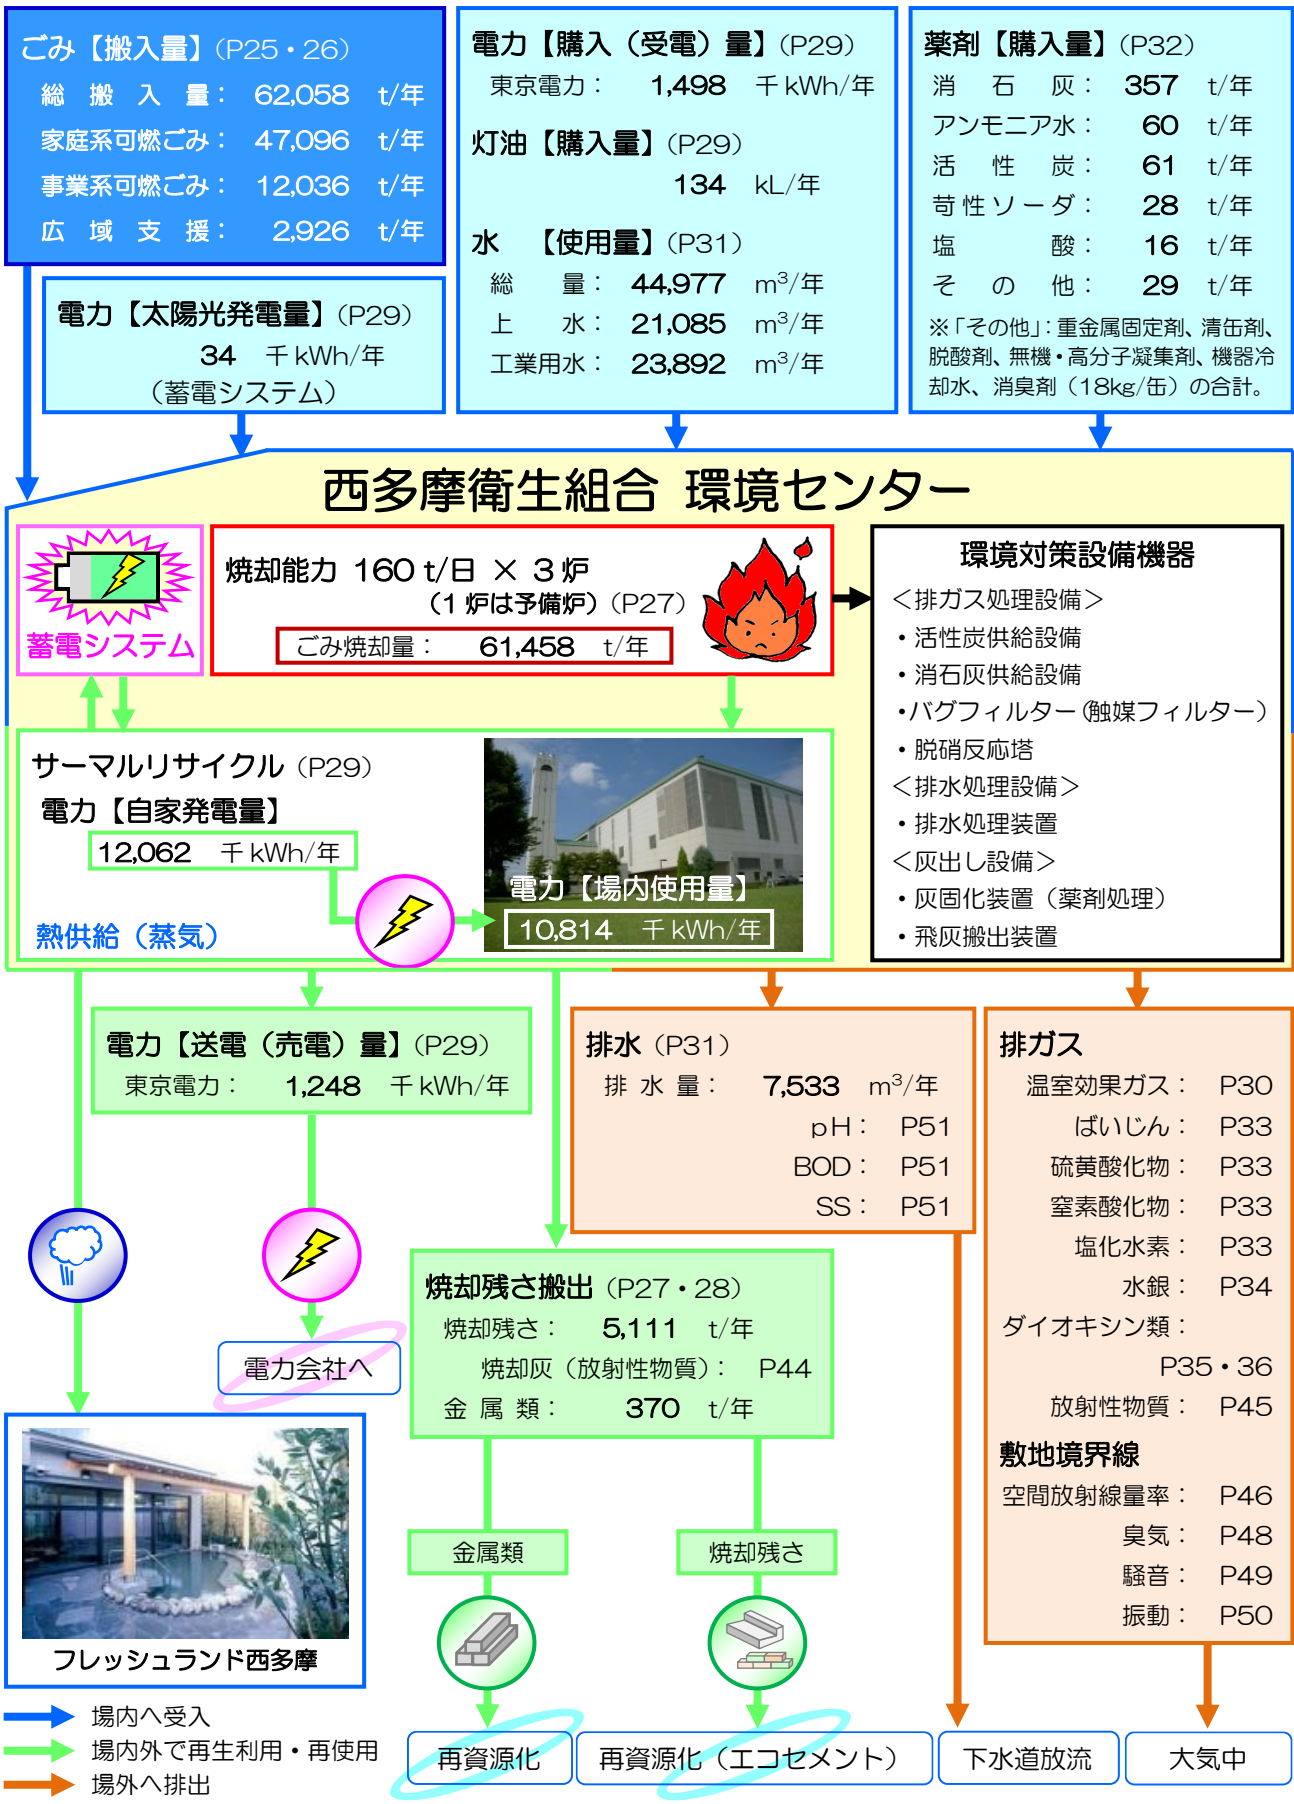 ごみ【搬入量】（P25・26）
総搬入量： 62,058 t/年
家庭系可燃ごみ： 47,096 t/年
事業系可燃ごみ： 12,036 t/年
広域支援： 2,926 t/年
電力【太陽光発電量】（P29）
34 千kWh/年
（蓄電システム）
電力【購入（受電）量】（P29）
東京電力： 1,498 千kWh/年
灯油【購入量】（P29）
134 kL/年
水 【使用量】（P31）
総量： 44,977 m³/年
上水： 21,085 m³/年
工業用水： 23,892 m³/年
薬剤【購入量】（P32）
消石灰： 357 t/年
アンモニア水： 60 t/年
活性炭： 61 t/年
苛性ソーダ： 28 t/年
塩酸： 16 t/年
その他： 29 t/年
※「その他」：重金属固定剤、清缶剤、
脱酸剤、無機・高分子凝集剤、機器冷
却水、消臭剤（18kg/缶）の合計。
西多摩衛生組合 環境センター
蓄電システム
焼却能力 160 t/日 × 3炉
（1炉は予備炉）（P27）
ごみ焼却量： 61,458 t/年
環境対策設備機器
＜排ガス処理設備＞
・活性炭供給設備
・消石灰供給設備
・バグフィルター（触媒フィルター）
・脱硝反応塔
＜排水処理設備＞
・排水処理装置
＜灰出し設備＞
・灰固化装置（薬剤処理）
・飛灰搬出装置
サーマルリサイクル（P29）
電力【自家発電量】
12,062 千kWh/年
熱供給（蒸気）
電力【場内使用量】
10,814 千kWh/年
電力【送電（売電）量】（P29）
東京電力： 1,248 千kWh/年
排水（P31）
排水量： 7,533 m³/年
pH： P51
BOD： P51
SS： P51
排ガス
温室効果ガス： P30
ばいじん： P33
硫黄酸化物： P33
窒素酸化物： P33
塩化水素： P33
水銀： P34
ダイオキシン類：
P35・36
放射性物質： P45
敷地境界線
空間放射線量率： P46
臭気： P48
騒音： P49
振動： P50
焼却残さ搬出（P27・28）
焼却残さ： 5,111 t/年
焼却灰（放射性物質）： P44
金属類： 370 t/年
電力会社へ
フレッシュランド西多摩
金属類
焼却残さ
場内へ受入
場内外で再生利用・再使用
場外へ排出
再資源化
再資源化（エコセメント）
下水道放流
大気中